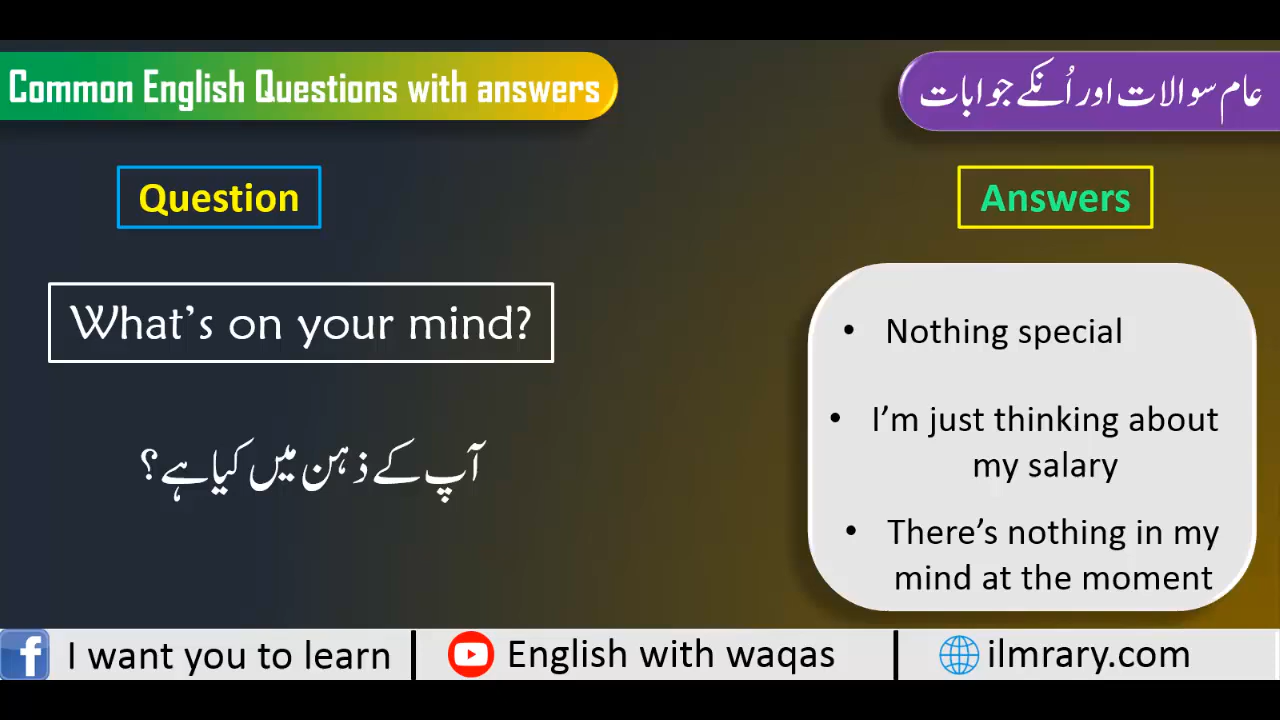 Common English Questions with answers
عام سوالات اور اُنکے جوابات
Question
Answers
What's on your mind?
آپ کے ذہن میں کیا ہے؟
• Nothing special
• I'm just thinking about
my salary
• There's nothing in my
mind at the moment
f I want you to learn
English with waqas
ilmrary.com